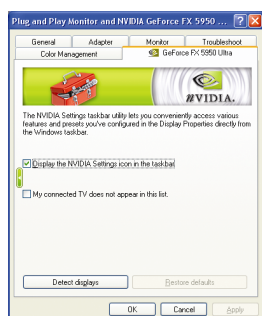 Plug and Play Monitor and NVIDIA GeForce FX 5950 ...
General Adapter Monitor Troubleshoot
Color Management GeForce FX 5950 Ultra
NVIDIA.
The NVIDIA Settings taskbar utility lets you conveniently access various
features and presets you've configured in the Display Properties directly from
the Windows taskbar.
Display the NVIDIA Settings icon in the taskbar.
My connected TV does not appear in this list.
Detect displays Restore defaults
OK Cancel Apply